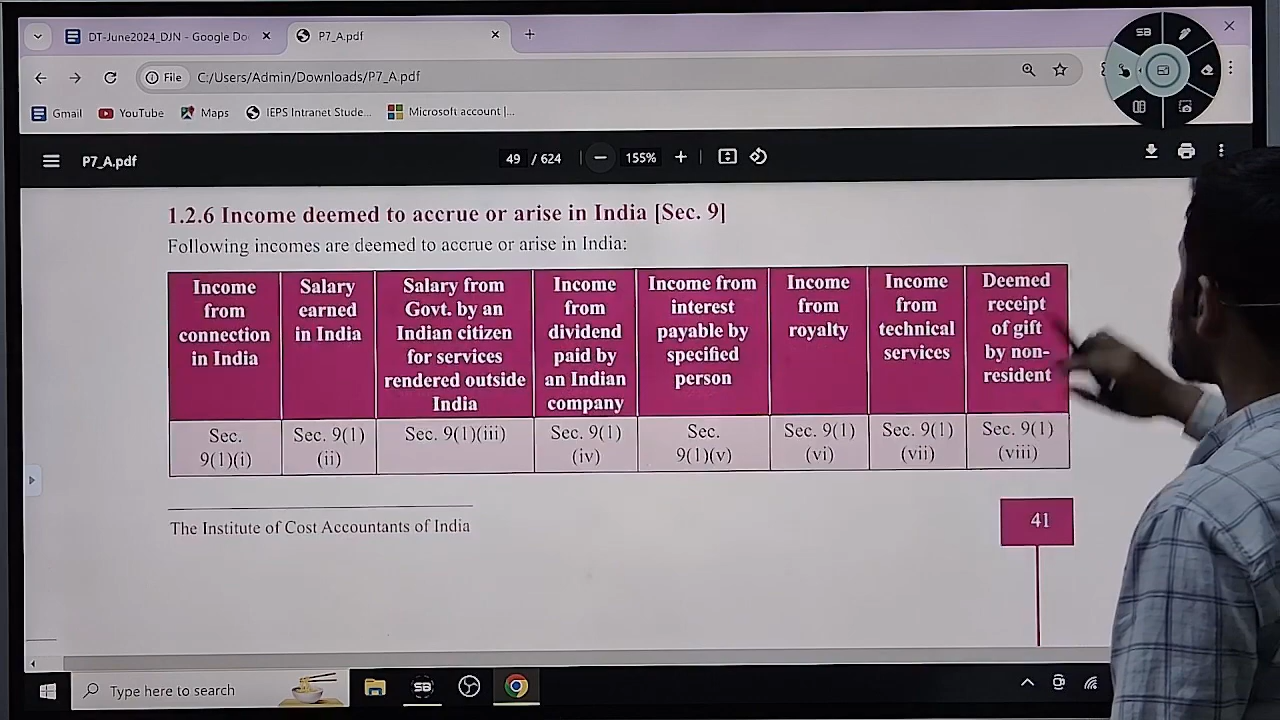 DT-June2024_DJN - Google Do
P7_A.pdf
File C:/Users/Admin/Downloads/P7_A.pdf
Gmail YouTube Maps IEPS Intranet Stude... Microsoft account |...
P7_A.pdf 49 / 624 155%
1.2.6 Income deemed to accrue or arise in India [Sec. 9]
Following incomes are deemed to accrue or arise in India:
Income from connection in India
Salary earned in India
Salary from Govt. by an Indian citizen for services rendered outside India
Income from dividend paid by an Indian company
Income from interest payable by specified person
Income from royalty
Income from technical services
Deemed receipt of gift by non-resident
Sec. 9(1)(i)
Sec. 9(1)(ii)
Sec. 9(1)(iii)
Sec. 9(1)(iv)
Sec. 9(1)(v)
Sec. 9(1)(vi)
Sec. 9(1)(vii)
Sec. 9(1)(viii)
The Institute of Cost Accountants of India
41
Type here to search
SB
SB